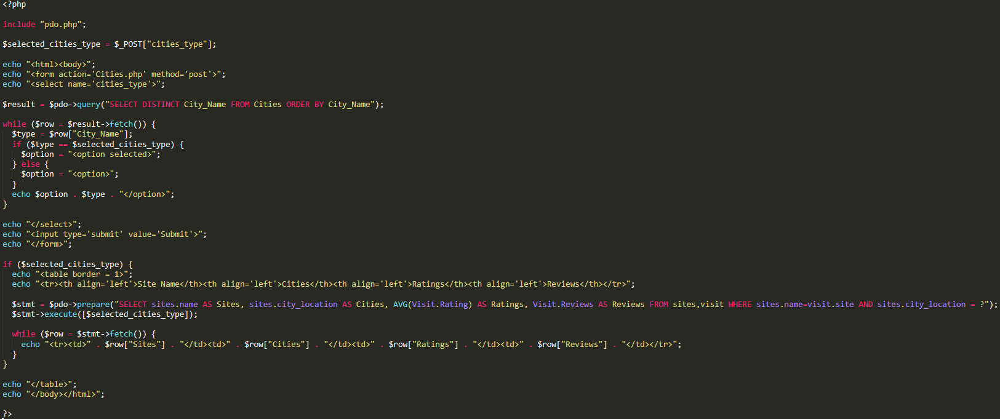 <?php
include "pdo.php";
$selected_cities_type = $_POST["cities_type"];
echo "<html><body>";
echo "<form action='Cities.php' method='post'>";
echo "<select name='cities_type'>";
$result = $pdo->query("SELECT DISTINCT City_Name FROM Cities ORDER BY City_Name");
while ($row = $result->fetch()) {
$type = $row["City_Name"];
if ($type == $selected_cities_type) {
$option = "<option selected>";
} else {
$option = "<option>";
}
echo $option . $type . "</option>";
}
echo "</select>";
echo "<input type='submit' value='Submit'>";
echo "</form>";
if ($selected_cities_type) {
echo "<table border = 1>";
echo "<tr><th align='left'>Site Name</th><th align='left'>Cities</th><th align='left'>Ratings</th><th align='left'>Reviews</th></tr>";
$stmt = $pdo->prepare("SELECT sites.name AS Sites, sites.city_location AS Cities, AVG(Visit.Rating) AS Ratings, Visit.Reviews AS Reviews FROM sites,visit WHERE sites.name=visit.site AND sites.city_location = ?");
$stmt->execute([$selected_cities_type]);
while ($row = $stmt->fetch()) {
echo "<tr><td>" . $row["Sites"] . "</td><td>" . $row["Cities"] . "</td><td>" . $row["Ratings"] . "</td><td>" . $row["Reviews"] . "</td></tr>";
}
}
echo "</table>";
echo "</body></html>";
?>